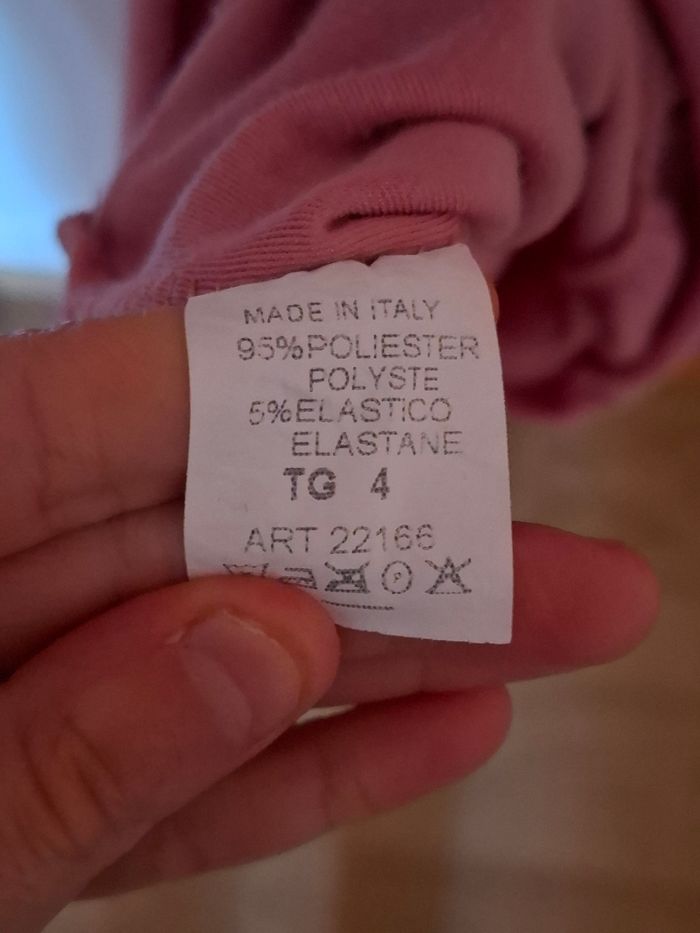 MADE IN ITALY
95%POLIESTER
POLYSTE
5%ELASTICO
ELASTANE
TG 4
ART 22166
P